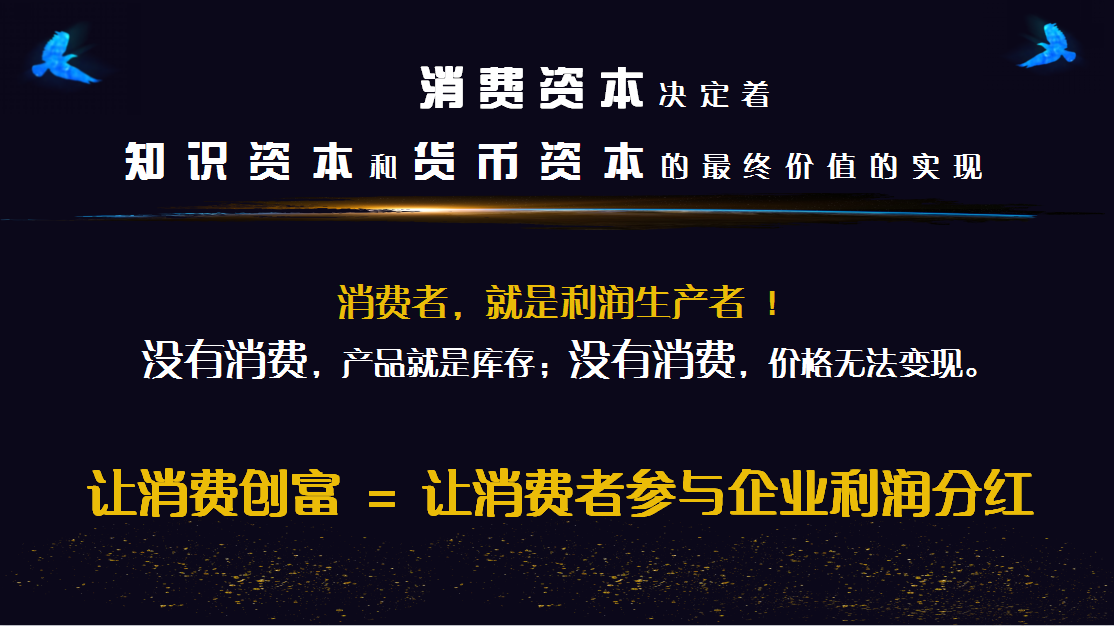 消费资本决定着
知识资本和货币资本的最终价值的实现
消费者，就是利润生产者！
没有消费，产品就是库存；没有消费，价格无法变现。
让消费创富 = 让消费者参与企业利润分红